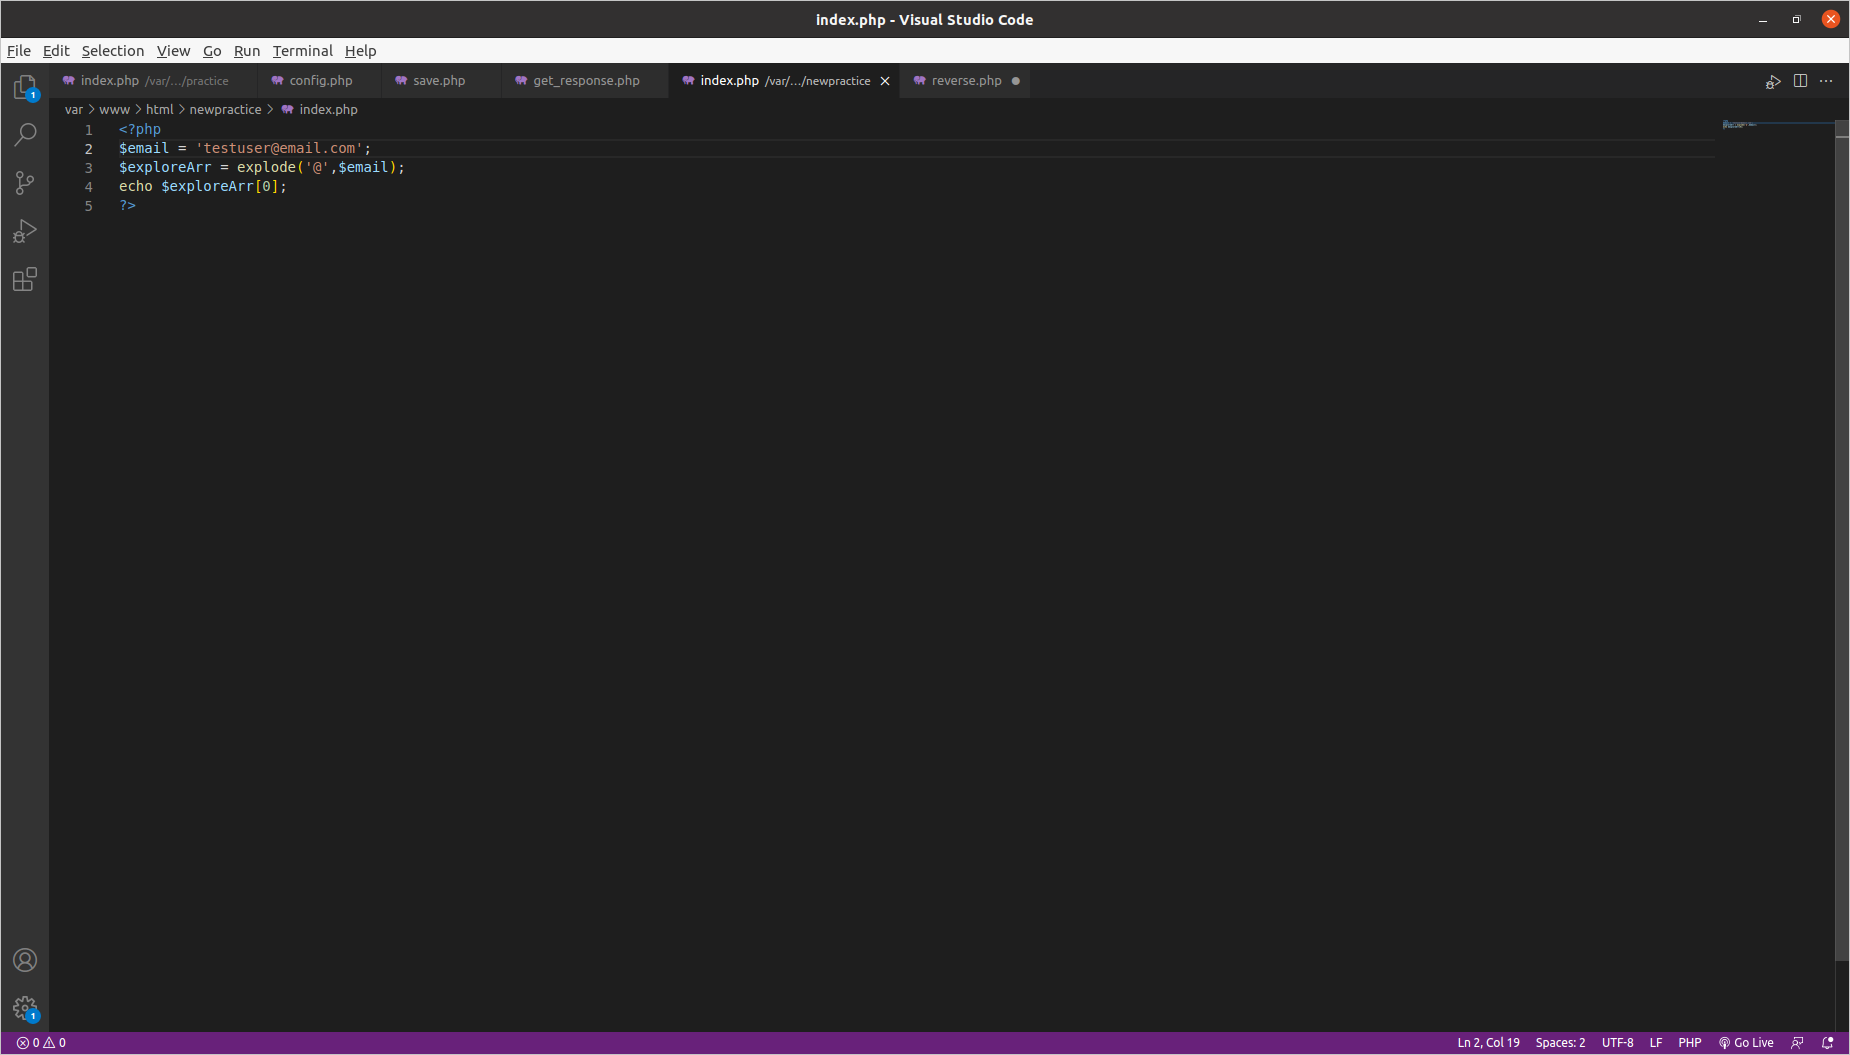 index.php - Visual Studio Code
File Edit Selection View Go Run Terminal Help
index.php /var/.../practice config.php save.php get_response.php index.php /var/.../newpractice reverse.php
var > www > html > newpractice > index.php
1 <?php
2 $email = 'testuser@email.com';
3 $exploreArr = explode('@',$email);
4 echo $exploreArr[0];
5 ?>
1
1
0 0 Ln 2, Col 19 Spaces: 2 UTF-8 LF PHP Go Live